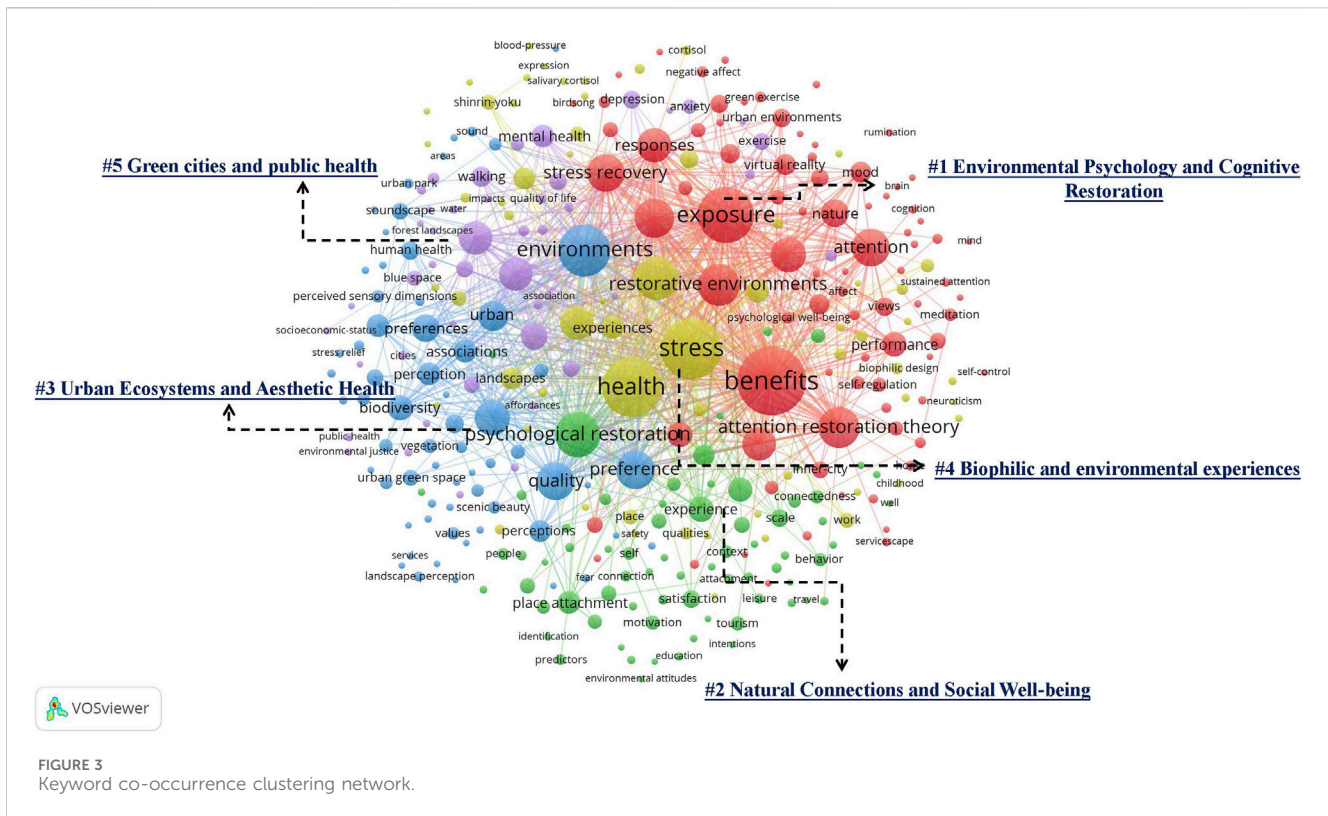 blood-pressure
cortisol
expression
negative affect
salivary cortisol
shinrin-yoku
birdsong
depression
anxiety
green exercise
urban environments
rumination
sound
mental health
responses
exercise
areas
#5 Green cities and public health
walking
stress recovery
virtual reality
mood
#1 Environmental Psychology and Cognitive
Restoration
brain
urban park
impacts
quality of life
soundscape
water
exposure
nature
cognition
forest landscapes
human health
environments
attention
mind
blue space
restorative environments
affect
sustained attention
perceived sensory dimensions
association
views
meditation
socioeconomic-status
preferences
urban
experiences
psychological well-being
stress relief
cities
associations
stress
performance
perception
landscapes
health
benefits
biophilic design
self-control
self-regulation
neuroticism
#3 Urban Ecosystems and Aesthetic Health
biodiversity
affordances
public-health
psychological restoration
attention restoration theory
environmental justice
vegetation
urban green space
quality
preference
inner-city
home
#4 Biophilic and environmental experiences
childhood
scenic beauty
experience
connectedness
well
values
perceptions
place
scale
work
safety
qualities
servicescape
services
people
self
context
behavior
landscape perception
fear
connection
attachment
place attachment
satisfaction
leisure
travel
motivation
tourism
identification
intentions
predictors
education
environmental attitudes
#2 Natural Connections and Social Well-being
VOSviewer
FIGURE 3
Keyword co-occurrence clustering network.